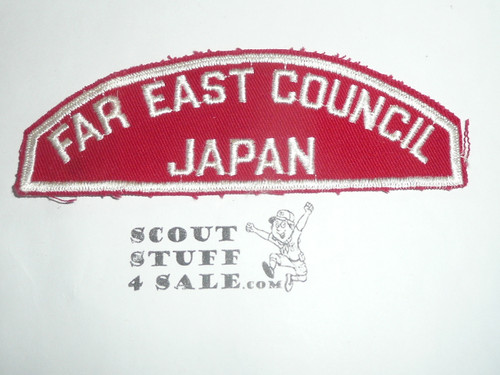 FAR EAST COUNCIL
JAPAN
SCOUT
STUFF
4 SALE.COM